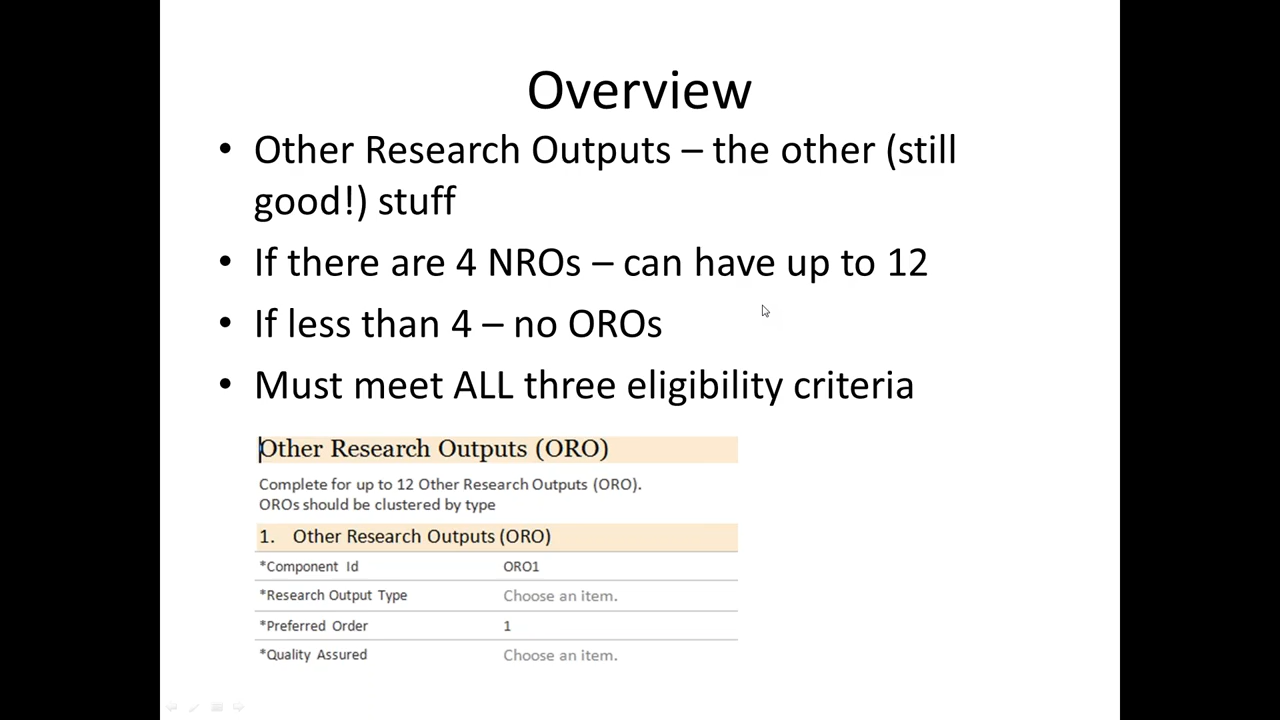 Overview
• Other Research Outputs – the other (still
good!) stuff
• If there are 4 NROs – can have up to 12
• If less than 4 – no OROs
• Must meet ALL three eligibility criteria
Other Research Outputs (ORO)
Complete for up to 12 Other Research Outputs (ORO).
OROs should be clustered by type
1. Other Research Outputs (ORO)
*Component Id ORO1
*Research Output Type Choose an item.
*Preferred Order 1
*Quality Assured Choose an item.